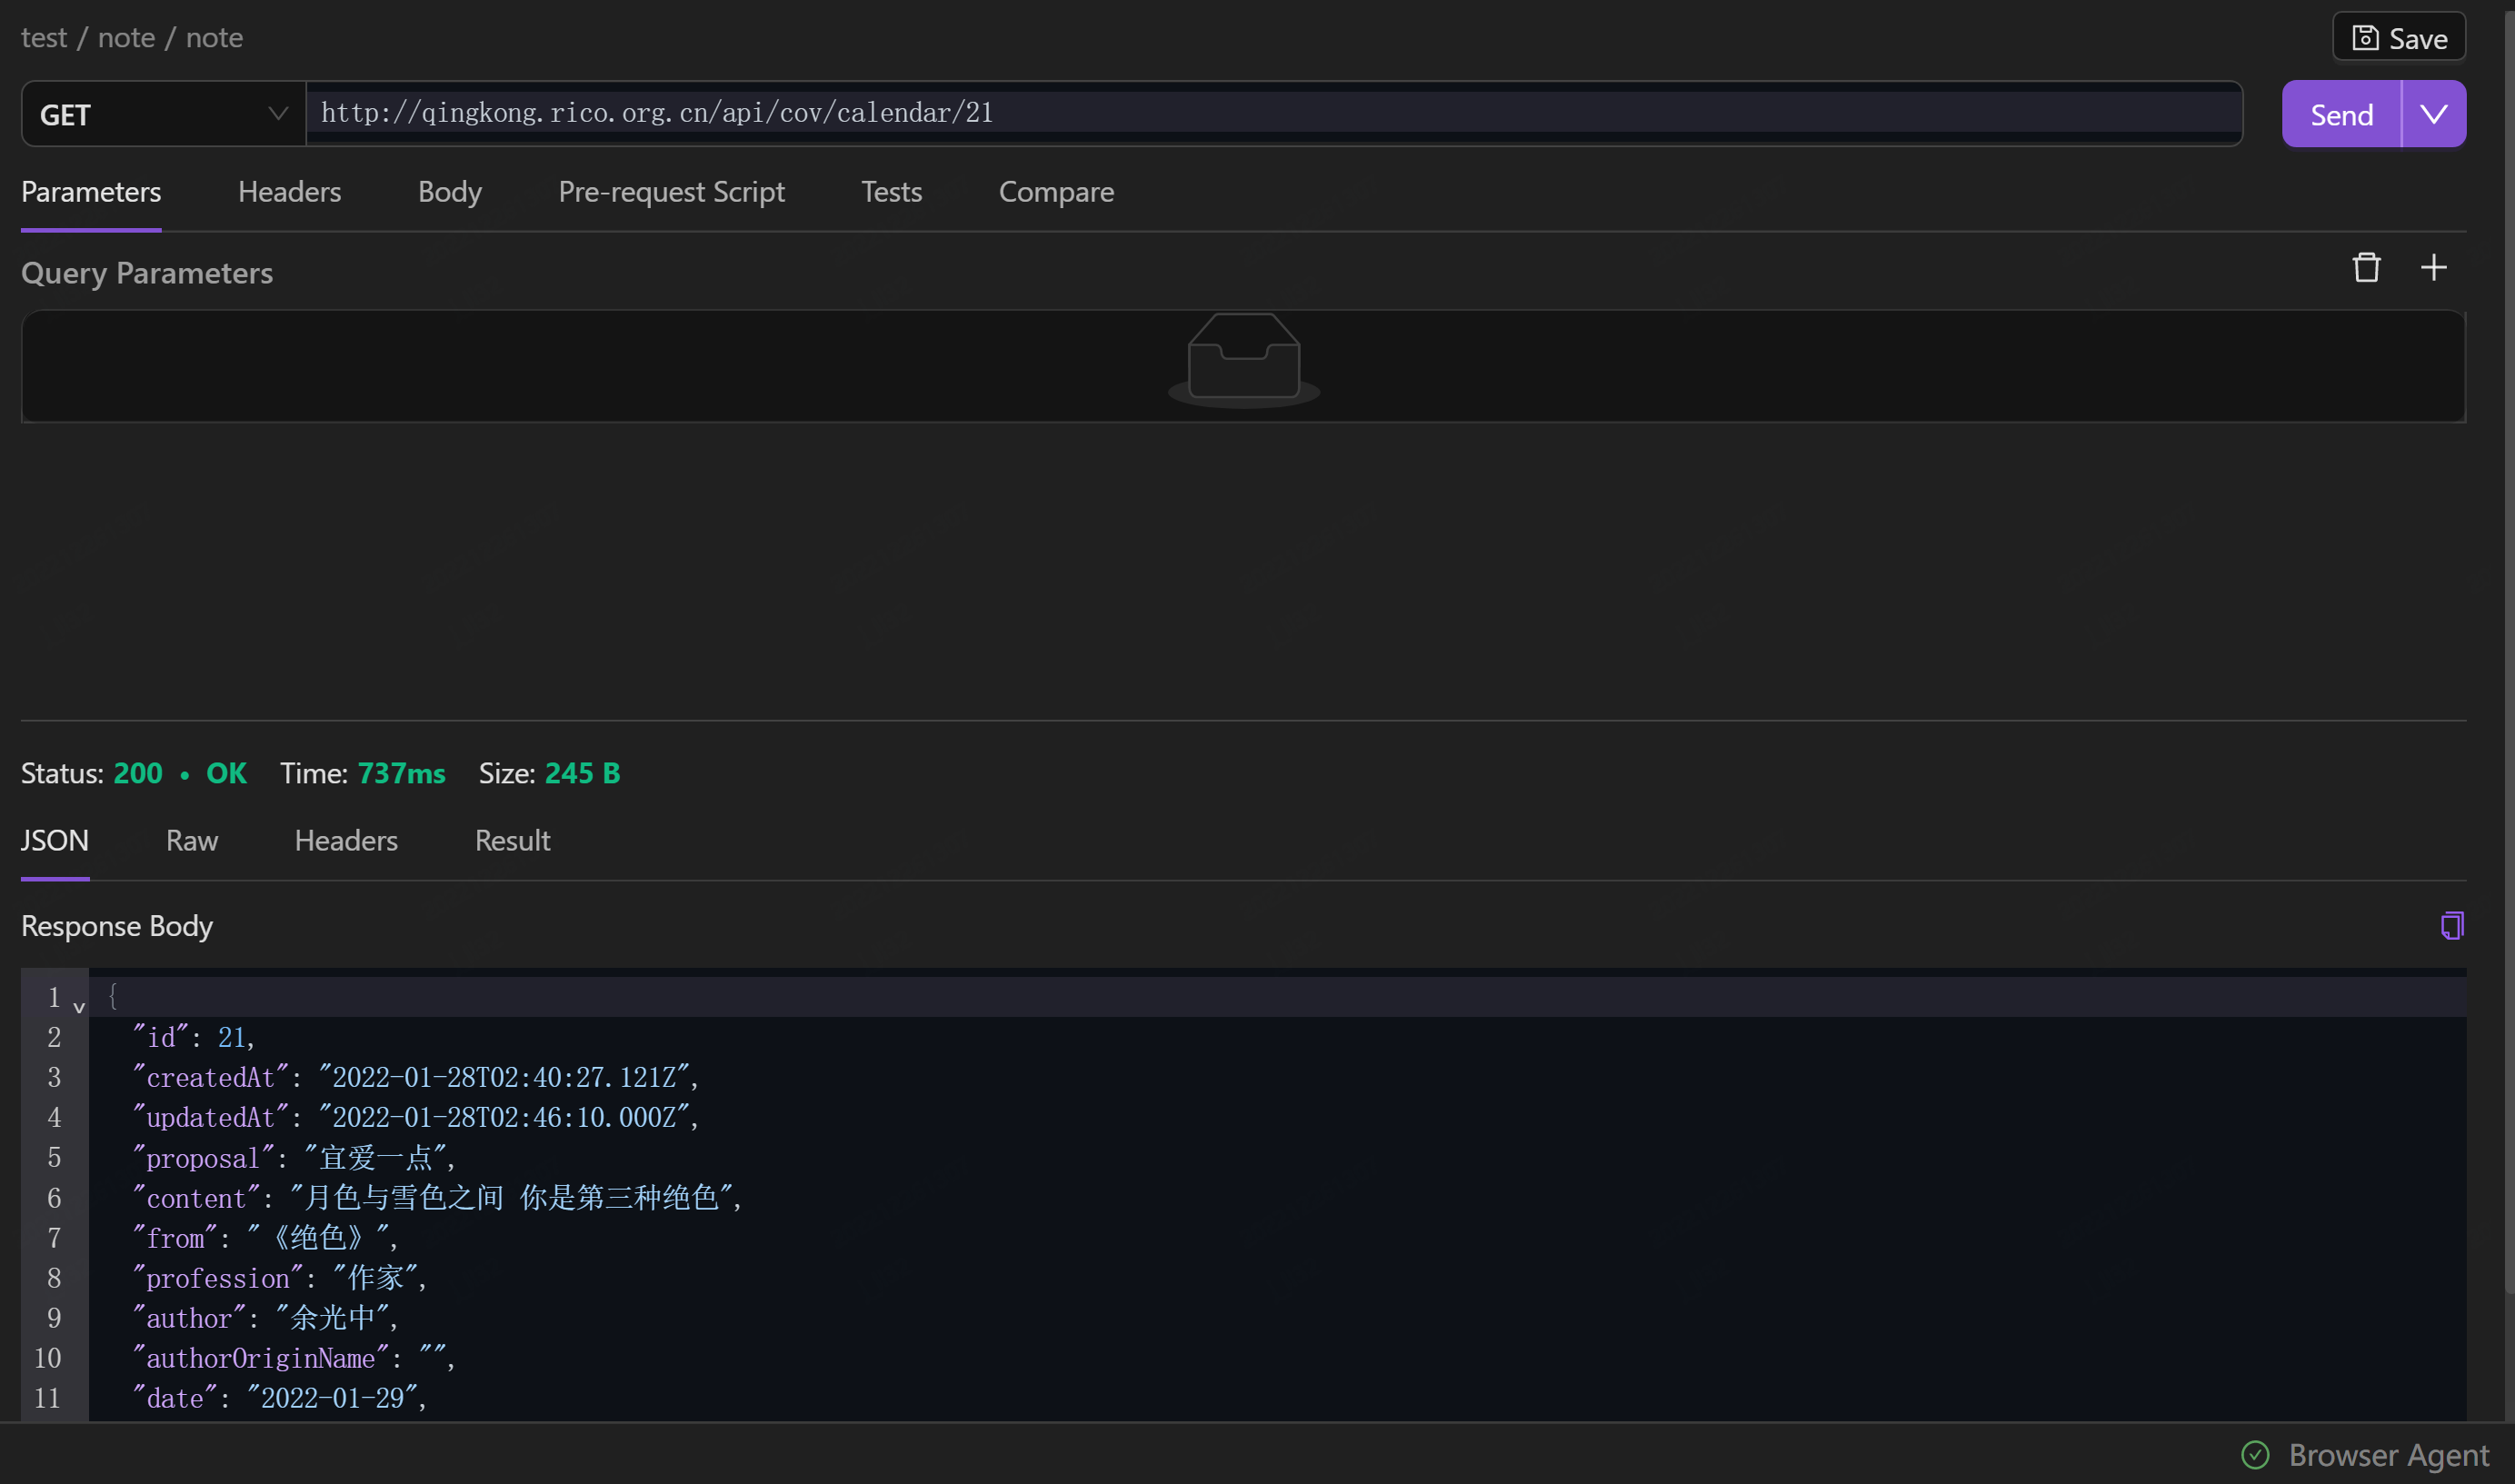 test / note / note
Save
GET
http://qingkong.rico.org.cn/api/cov/calendar/21
Send
Parameters Headers Body Pre-request Script Tests Compare
Query Parameters
Status: 200 • OK Time: 737ms Size: 245 B
JSON Raw Headers Result
Response Body
1 {
2 "id": 21,
3 "createdAt": "2022-01-28T02:40:27.121Z",
4 "updatedAt": "2022-01-28T02:46:10.000Z",
5 "proposal": "宜爱一点",
6 "content": "月色与雪色之间 你是第三种绝色",
7 "from": "《绝色》",
8 "profession": "作家",
9 "author": "余光中",
10 "authorOriginName": "",
11 "date": "2022-01-29",
Browser Agent